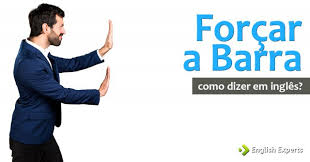 Forçar
a Barra
como dizer em inglês?
English Experts